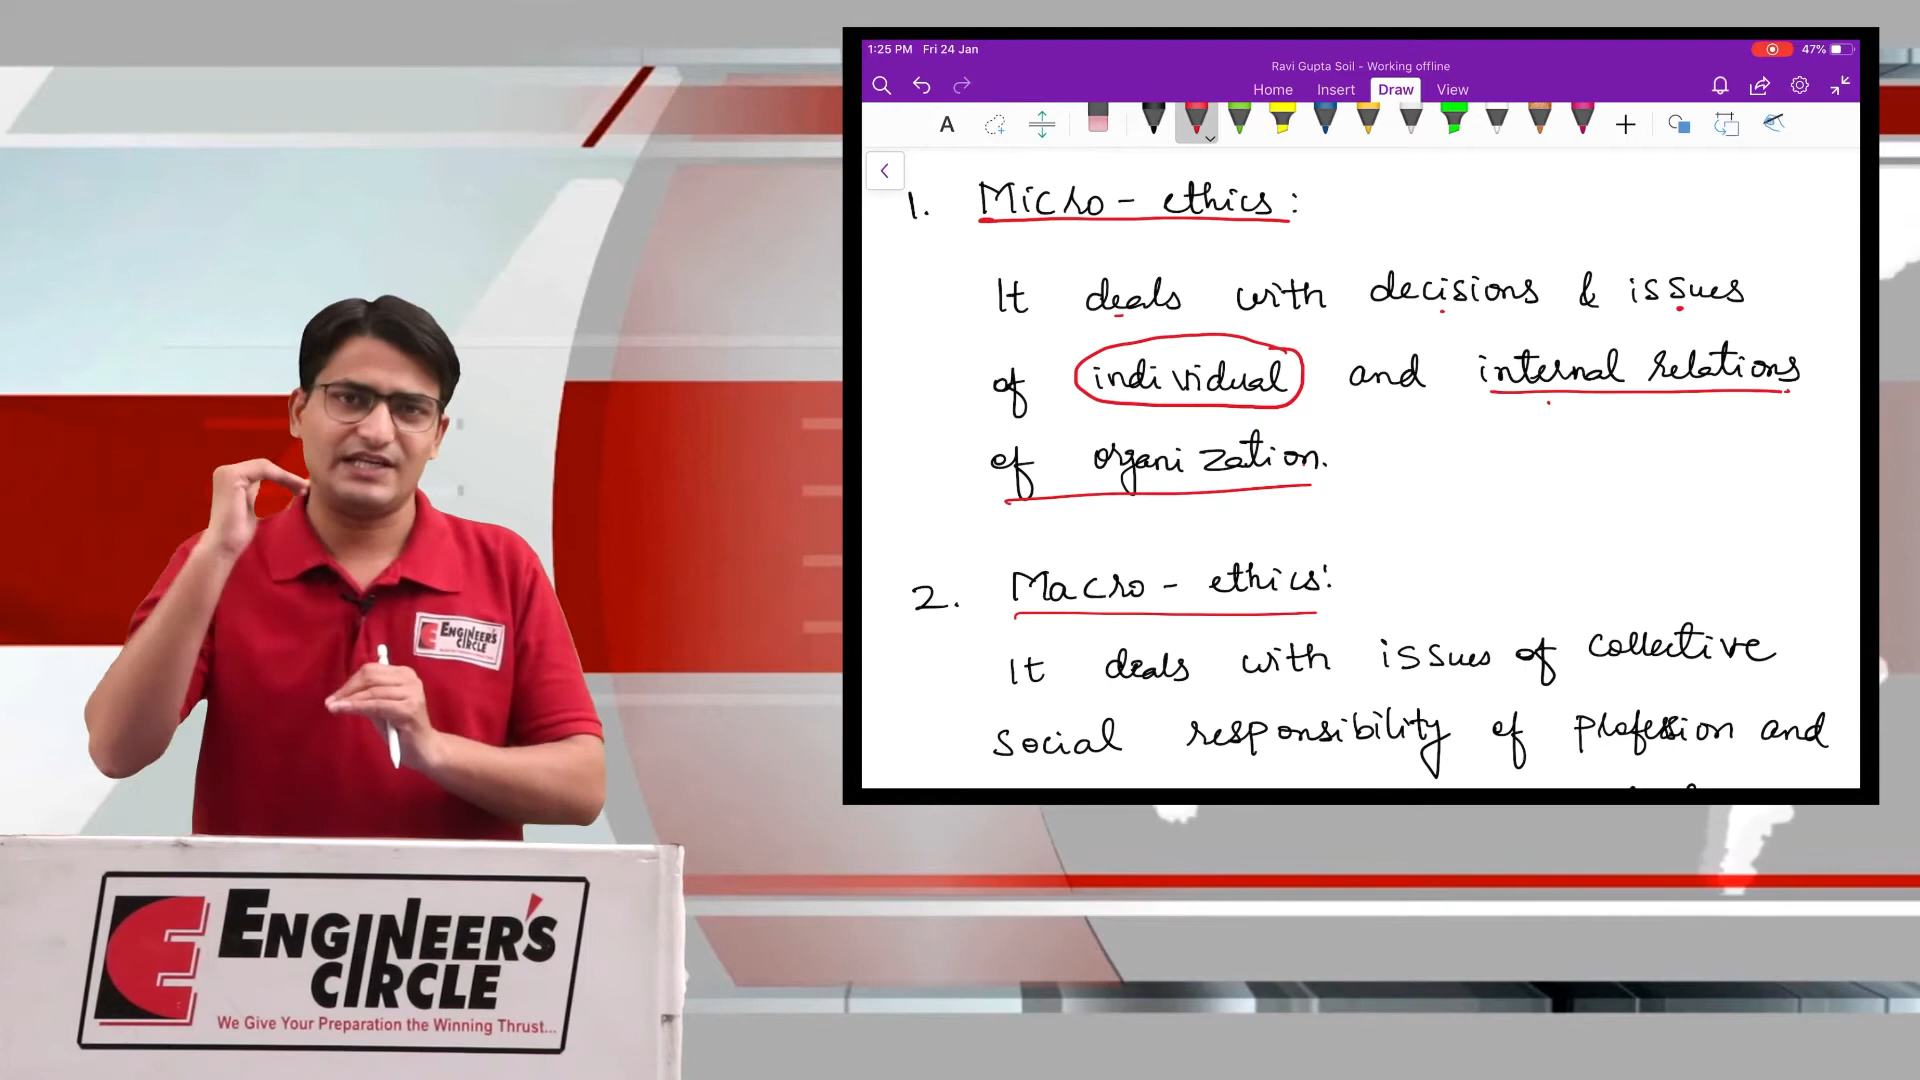 1:25 PM Fri 24 Jan
47%
Ravi Gupta Soil - Working offline
Home Insert Draw View
A
1. Micro - ethics:
It deals with decisions & issues
of individual and internal relations
of organization.
2. Macro - ethics:
It deals with issues of collective
social responsibility of profession and
ENGINEER'S
CIRCLE
E ENGINEER'S
CIRCLE
We Give Your Preparation the Winning Thrust...